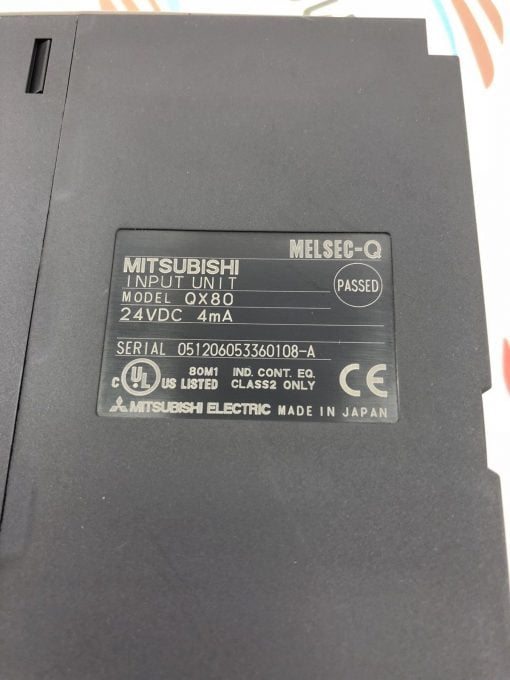 MELSEC-Q
MITSUBISHI
INPUT UNIT
PASSED
MODEL QX80
24VDC 4mA
SERIAL 051206053360108-A
C UL US LISTED
80M1 IND. CONT. EQ.
CLASS2 ONLY
CE
MITSUBISHI ELECTRIC MADE IN JAPAN